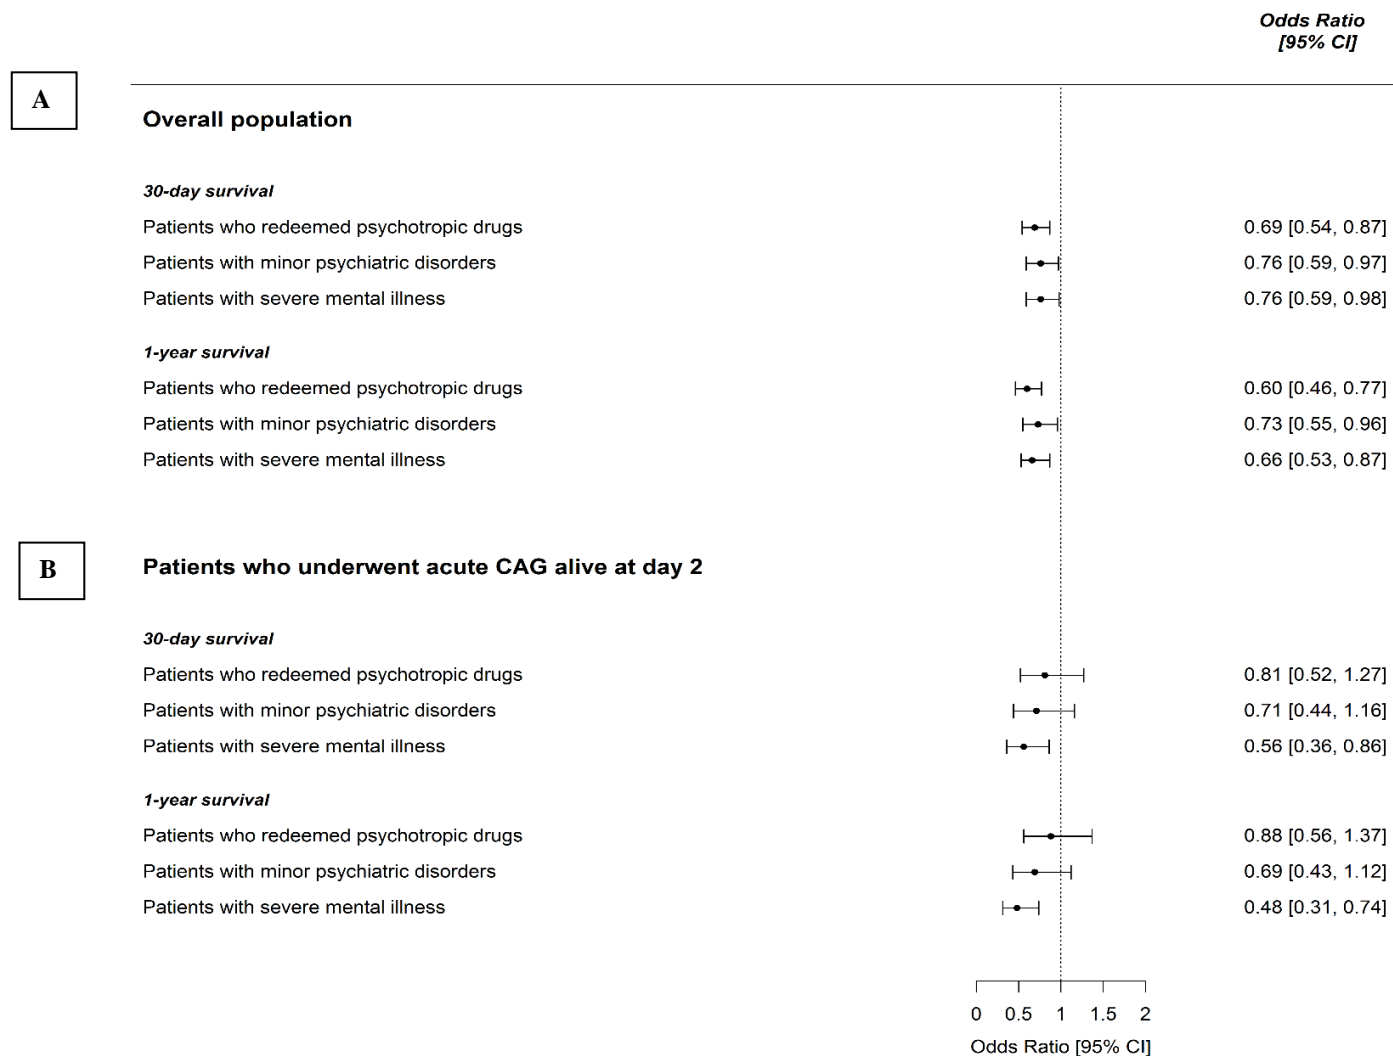 Odds Ratio
[95% CI]
A
Overall population
30-day survival
Patients who redeemed psychotropic drugs 0.69 [0.54, 0.87]
Patients with minor psychiatric disorders 0.76 [0.59, 0.97]
Patients with severe mental illness 0.76 [0.59, 0.98]
1-year survival
Patients who redeemed psychotropic drugs 0.60 [0.46, 0.77]
Patients with minor psychiatric disorders 0.73 [0.55, 0.96]
Patients with severe mental illness 0.66 [0.53, 0.87]
B
Patients who underwent acute CAG alive at day 2
30-day survival
Patients who redeemed psychotropic drugs 0.81 [0.52, 1.27]
Patients with minor psychiatric disorders 0.71 [0.44, 1.16]
Patients with severe mental illness 0.56 [0.36, 0.86]
1-year survival
Patients who redeemed psychotropic drugs 0.88 [0.56, 1.37]
Patients with minor psychiatric disorders 0.69 [0.43, 1.12]
Patients with severe mental illness 0.48 [0.31, 0.74]
0 0.5 1 1.5 2
Odds Ratio [95% CI]